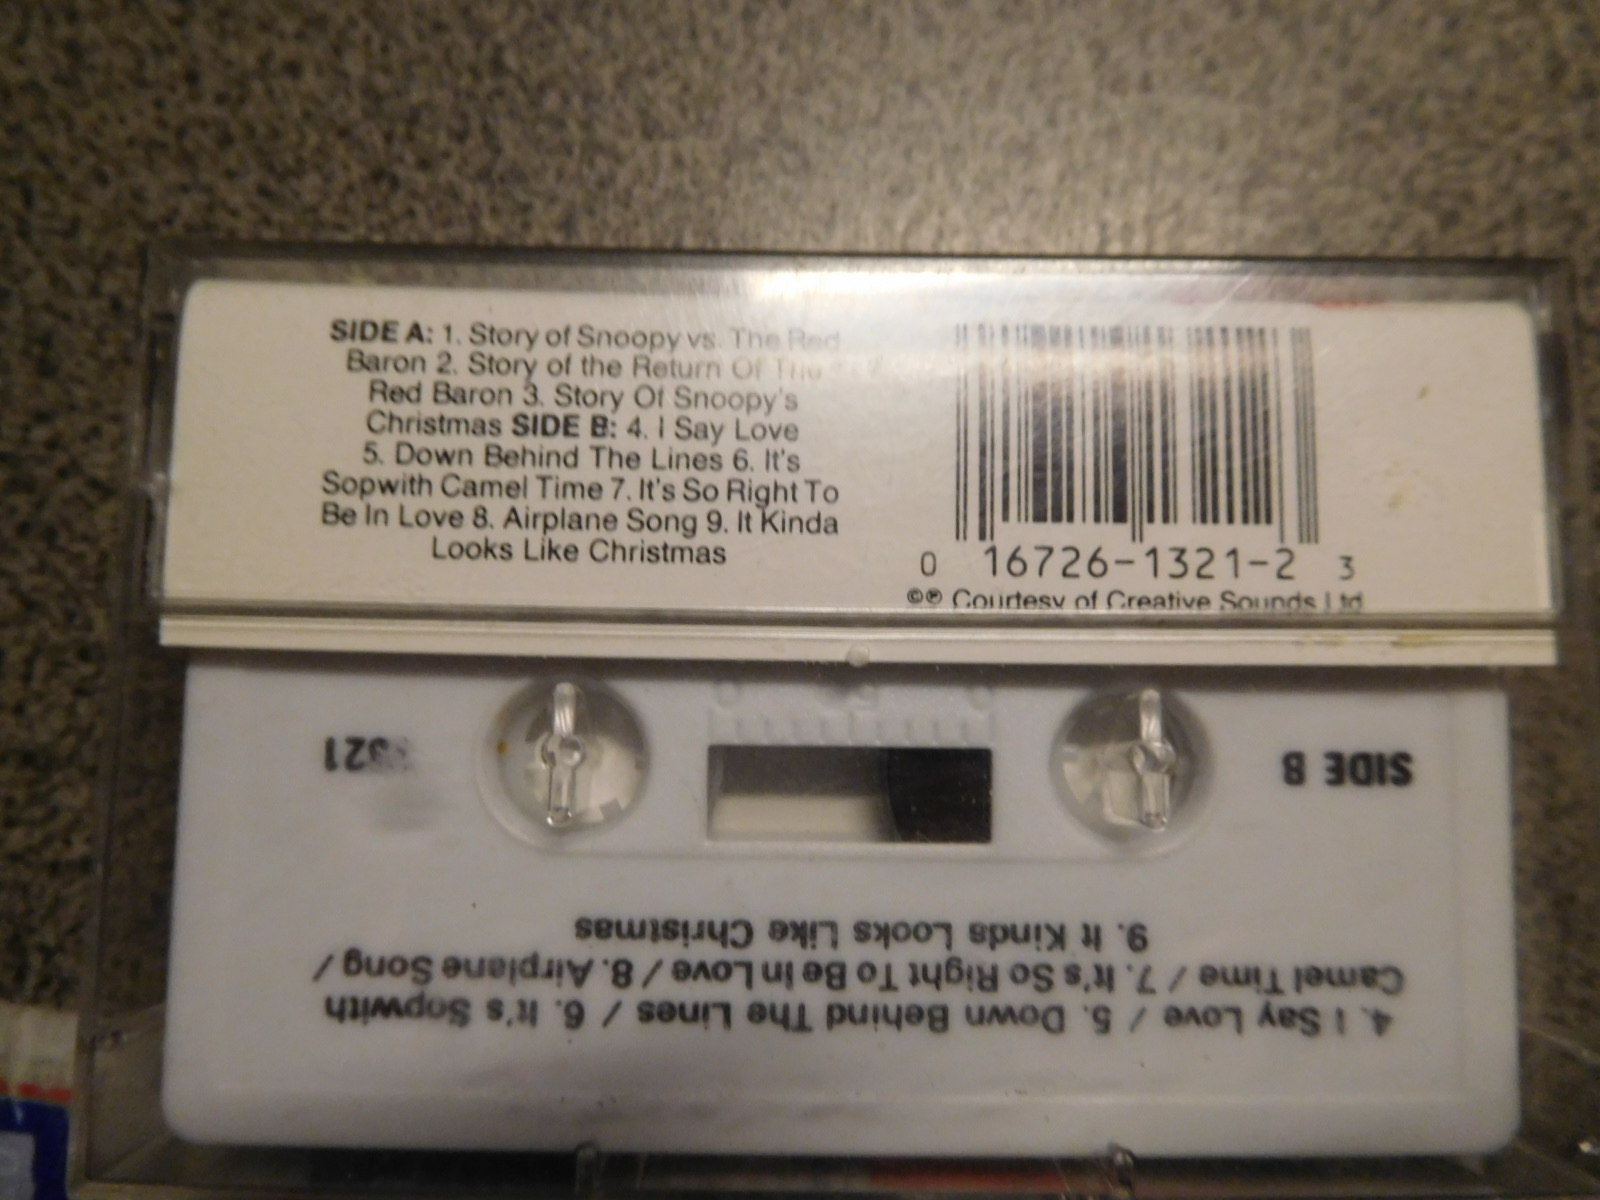 SIDE A: 1. Story of Snoopy vs. The Red
Baron 2. Story of the Return Of The
Red Baron 3. Story Of Snoopy's
Christmas SIDE B: 4. I Say Love
5. Down Behind The Lines 6. It's
Sopwith Camel Time 7. It's So Right To
Be In Love 8. Airplane Song 9. It Kinda
Looks Like Christmas
0 16726-1321-2 3
©℗ Courtesy of Creative Sounds Ltd
SIDE B
4. I Say Love / 5. Down Behind The Lines / 6. It's Sopwith
Camel Time / 7. It's So Right To Be In Love / 8. Airplane Song /
9. It Kinda Looks Like Christmas